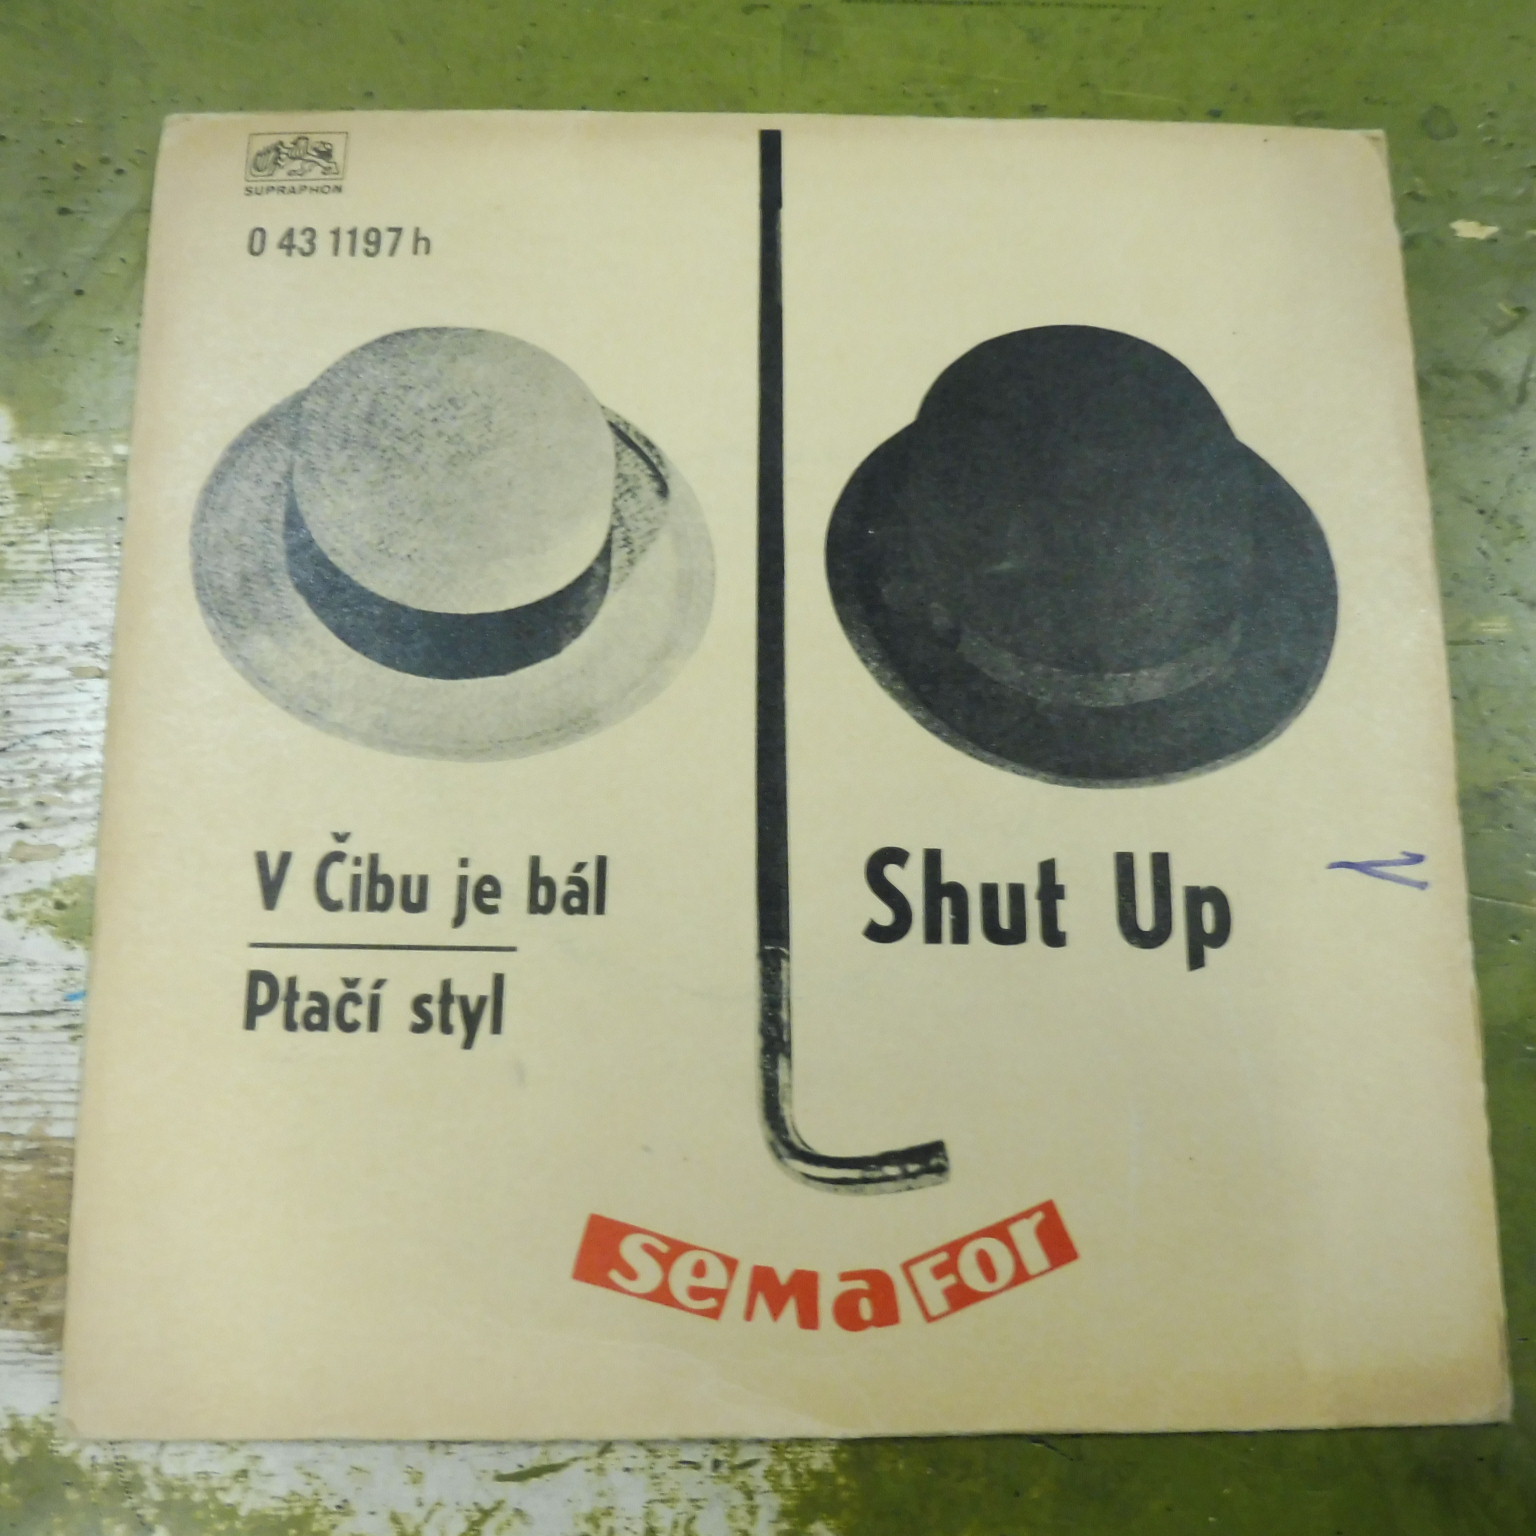 SUPRAPHON
0 43 1197 h
V Čibu je bál
Ptačí styl
Shut Up
SEMAFOR